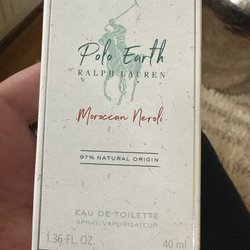 Polo Earth
RALPH LAUREN
Moroccan Neroli
97% NATURAL ORIGIN
EAU DE-TOILETTE
SPRAY/VAPORISATEUR
1.36 FL. OZ. 40 ml